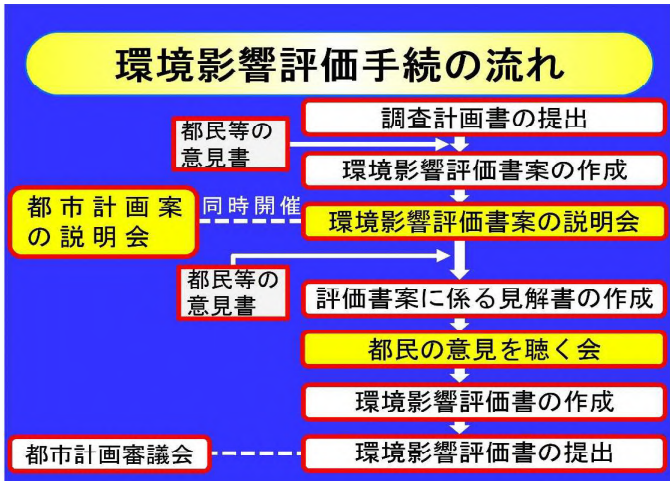 環境影響評価手続の流れ
調査計画書の提出
都民等の
意見書
環境影響評価書案の作成
都市計画案
の説明会
同時開催
環境影響評価書案の説明会
都民等の
意見書
評価書案に係る見解書の作成
都民の意見を聴く会
環境影響評価書の作成
都市計画審議会
環境影響評価書の提出